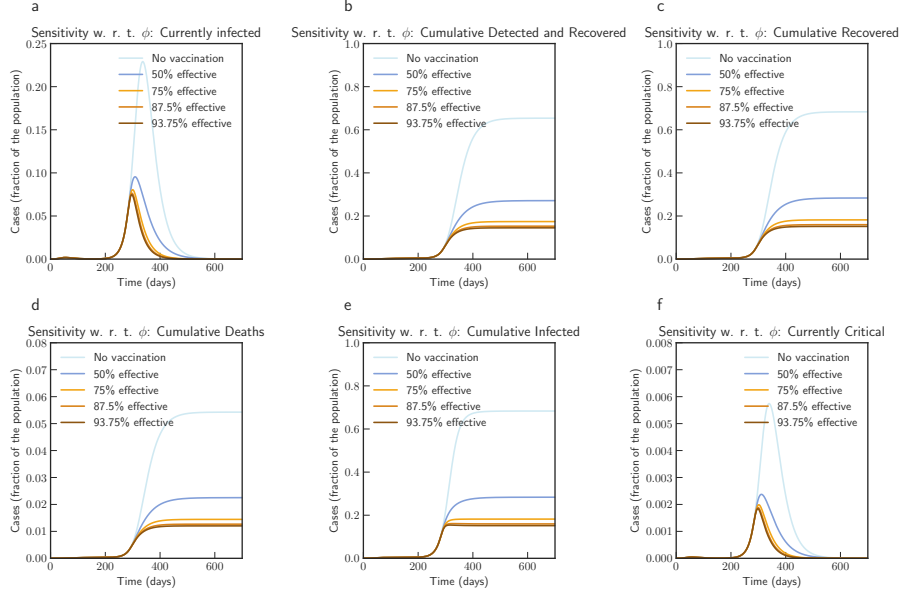 a
Sensitivity w. r. t. ϕ: Currently infected
Cases (fraction of the population)
0.25
0.20
0.15
0.10
0.05
0.00
No vaccination
50% effective
75% effective
87.5% effective
93.75% effective
0 200 400 600
Time (days)
b
Sensitivity w. r. t. ϕ: Cumulative Detected and Recovered
Cases (fraction of the population)
1.0
0.8
0.6
0.4
0.2
0.0
No vaccination
50% effective
75% effective
87.5% effective
93.75% effective
0 200 400 600
Time (days)
c
Sensitivity w. r. t. ϕ: Cumulative Recovered
Cases (fraction of the population)
1.0
0.8
0.6
0.4
0.2
0.0
No vaccination
50% effective
75% effective
87.5% effective
93.75% effective
0 200 400 600
Time (days)
d
Sensitivity w. r. t. ϕ: Cumulative Deaths
Cases (fraction of the population)
0.08
0.07
0.06
0.05
0.04
0.03
0.02
0.01
0.00
No vaccination
50% effective
75% effective
87.5% effective
93.75% effective
0 200 400 600
Time (days)
e
Sensitivity w. r. t. ϕ: Cumulative Infected
Cases (fraction of the population)
1.0
0.8
0.6
0.4
0.2
0.0
No vaccination
50% effective
75% effective
87.5% effective
93.75% effective
0 200 400 600
Time (days)
f
Sensitivity w. r. t. ϕ: Currently Critical
Cases (fraction of the population)
0.008
0.007
0.006
0.005
0.004
0.003
0.002
0.001
0.000
No vaccination
50% effective
75% effective
87.5% effective
93.75% effective
0 200 400 600
Time (days)